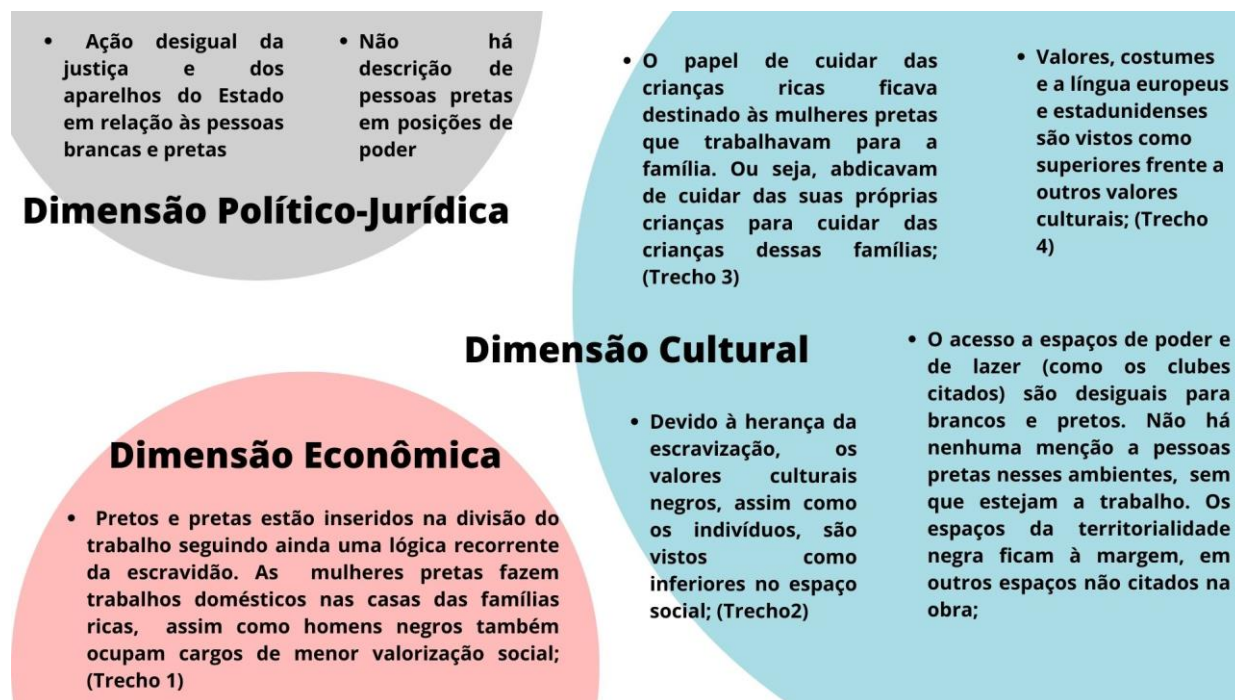 • Ação desigual da
justiça e dos
aparelhos do Estado
em relação às pessoas
brancas e pretas
• Não há
descrição de
pessoas pretas
em posições de
poder
Dimensão Político-Jurídica
• O papel de cuidar das
crianças ricas ficava
destinado às mulheres pretas
que trabalhavam para a
família. Ou seja, abdicavam
de cuidar das suas próprias
crianças para cuidar das
crianças dessas famílias;
(Trecho 3)
• Valores, costumes
e a língua europeus
e estadunidenses
são vistos como
superiores frente a
outros valores
culturais; (Trecho
4)
Dimensão Cultural
• Devido à herança da
escravização, os
valores culturais
negros, assim como
os indivíduos, são
vistos como
inferiores no espaço
social; (Trecho2)
• O acesso a espaços de poder e
de lazer (como os clubes
citados) são desiguais para
brancos e pretos. Não há
nenhuma menção a pessoas
pretas nesses ambientes, sem
que estejam a trabalho. Os
espaços da territorialidade
negra ficam à margem, em
outros espaços não citados na
obra;
Dimensão Econômica
• Pretos e pretas estão inseridos na divisão do
trabalho seguindo ainda uma lógica recorrente
da escravidão. As mulheres pretas fazem
trabalhos domésticos nas casas das famílias
ricas, assim como homens negros também
ocupam cargos de menor valorização social;
(Trecho 1)